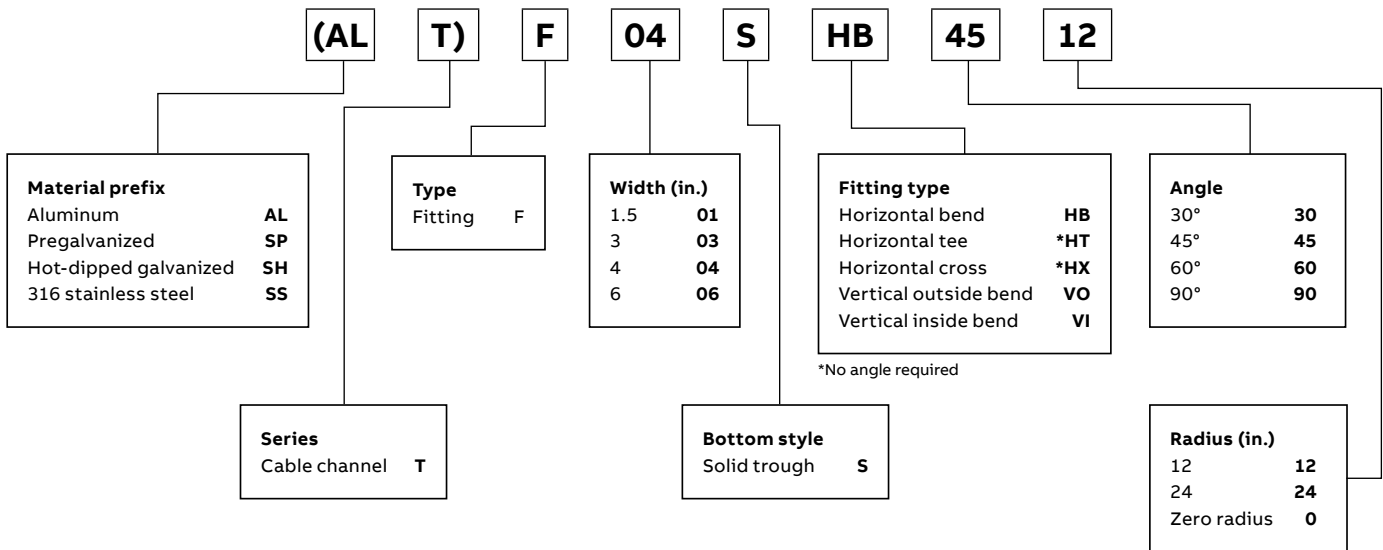 (AL T) F 04 S HB 45 12
Material prefix
Aluminum AL
Pregalvanized SP
Hot-dipped galvanized SH
316 stainless steel SS
Type
Fitting F
Width (in.)
1.5 01
3 03
4 04
6 06
Fitting type
Horizontal bend HB
Horizontal tee *HT
Horizontal cross *HX
Vertical outside bend VO
Vertical inside bend VI
*No angle required
Angle
30° 30
45° 45
60° 60
90° 90
Series
Cable channel T
Bottom style
Solid trough S
Radius (in.)
12 12
24 24
Zero radius 0